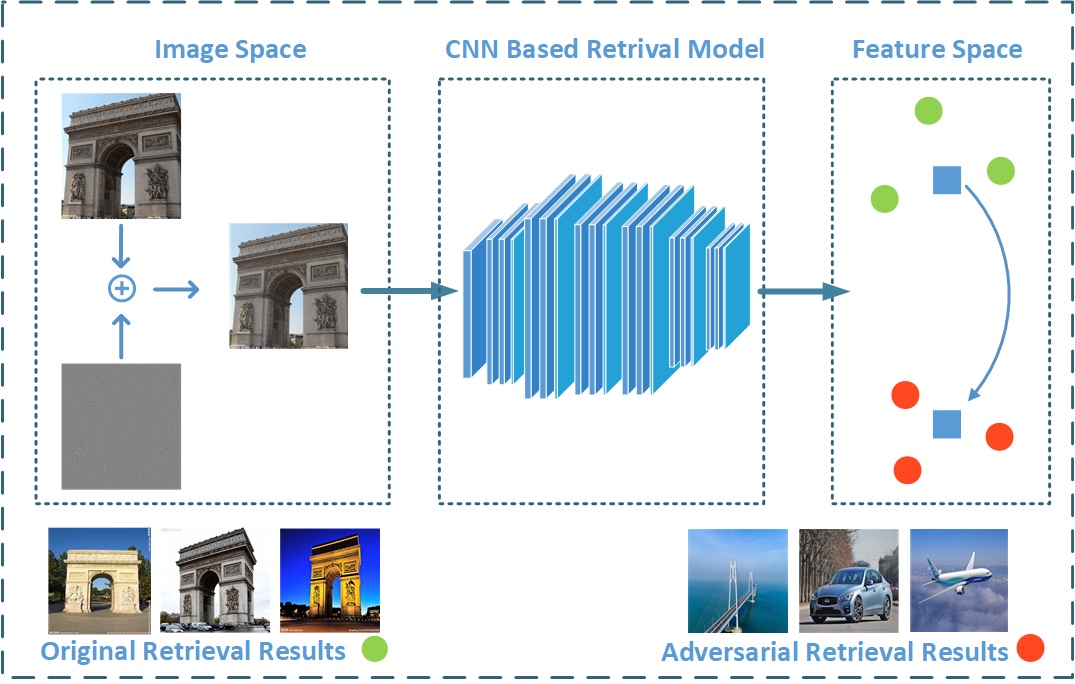 Image Space
CNN Based Retrival Model
Feature Space
Original Retrieval Results
Adversarial Retrieval Results